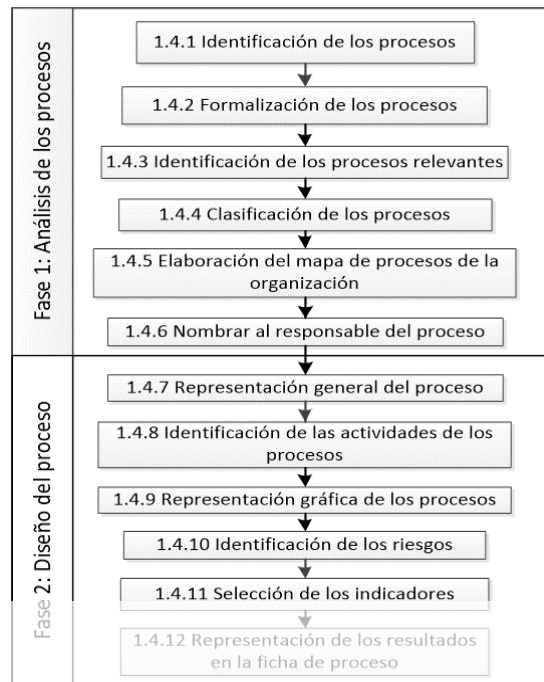 Fase 1: Análisis de los procesos
1.4.1 Identificación de los procesos
1.4.2 Formalización de los procesos
1.4.3 Identificación de los procesos relevantes
1.4.4 Clasificación de los procesos
1.4.5 Elaboración del mapa de procesos de la
organización
1.4.6 Nombrar al responsable del proceso
Fase 2: Diseño del proceso
1.4.7 Representación general del proceso
1.4.8 Identificación de las actividades de los
procesos
1.4.9 Representación gráfica de los procesos
1.4.10 Identificación de los riesgos
1.4.11 Selección de los indicadores
1.4.12 Representación de los resultados
en la ficha de proceso